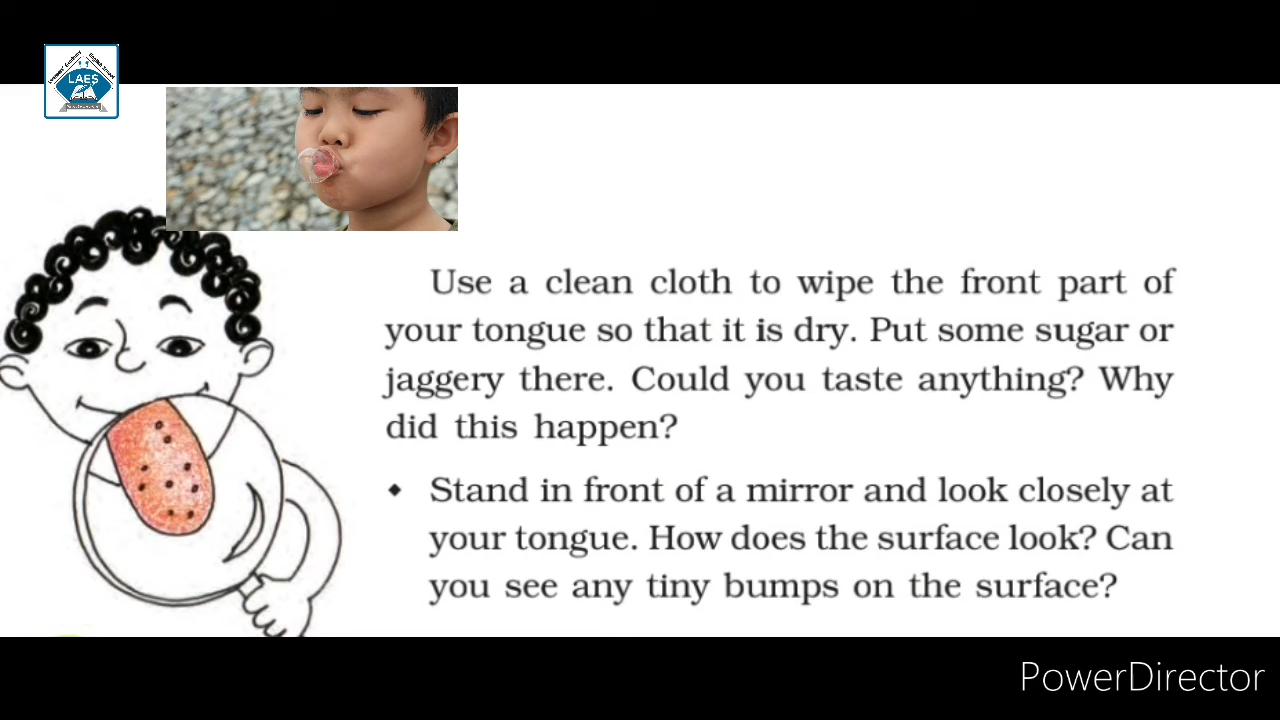 LAES
Use a clean cloth to wipe the front part of
your tongue so that it is dry. Put some sugar or
jaggery there. Could you taste anything? Why
did this happen?
◆ Stand in front of a mirror and look closely at
your tongue. How does the surface look? Can
you see any tiny bumps on the surface?
PowerDirector